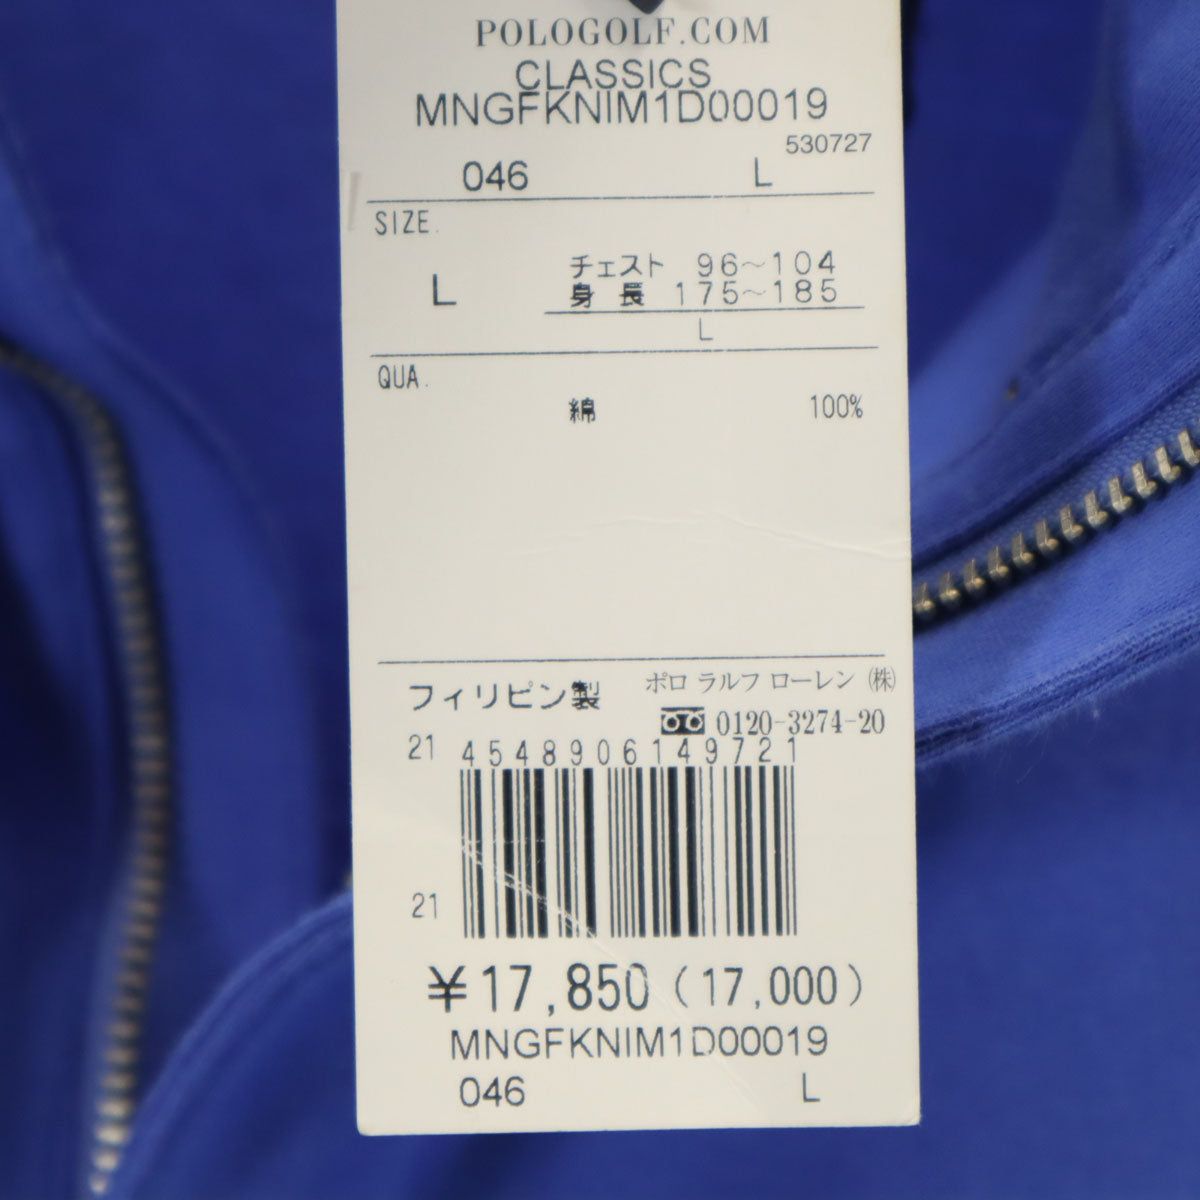 POLOGOLF.COM
CLASSICS
MNGFKNIM1D00019
530727
046 L
SIZE.
L チェスト 96～104
身 長 175～185
L
QUA.
綿 100%
フィリピン製 ポロ ラルフ ローレン (株)
0120-3274-20
21 4548906149721
21
¥17,850(17,000)
MNGFKNIM1D00019
046 L